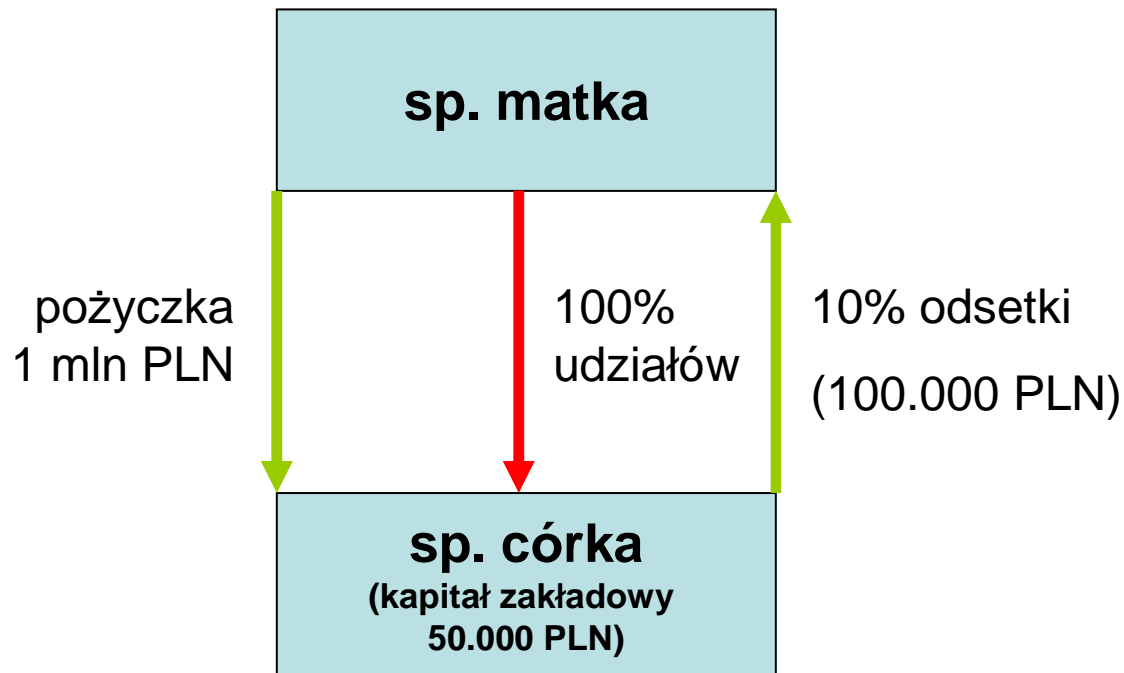 sp. matka
pożyczka
1 mln PLN
100%
udziałów
10% odsetki
(100.000 PLN)
sp. córka
(kapitał zakładowy
50.000 PLN)